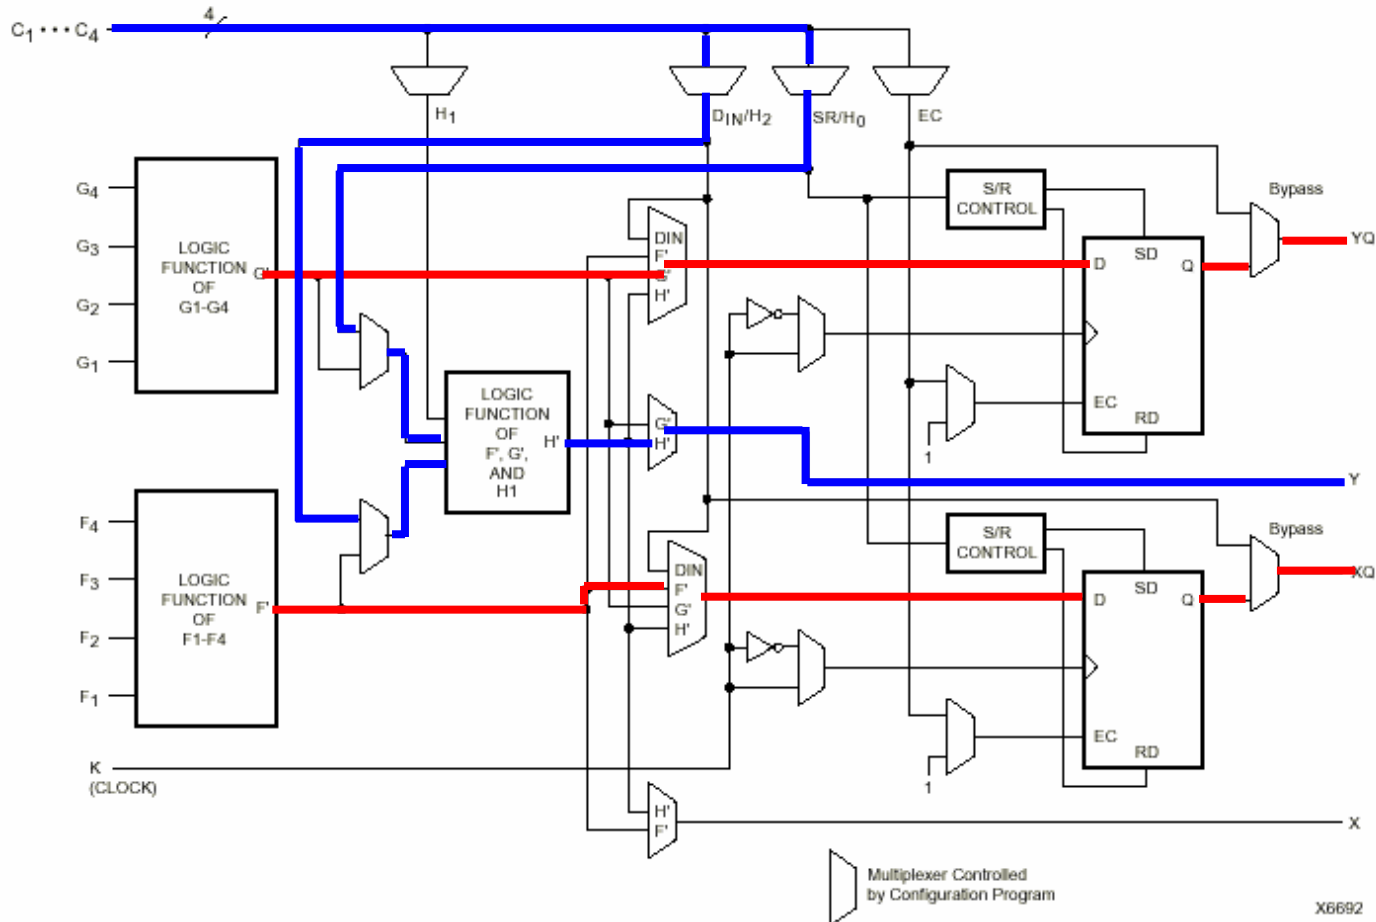 4
C1 • • • C4
H1
DIN/H2
SR/H0
EC
G4
G3
G2
G1
LOGIC
FUNCTION
OF
G1-G4
G'
DIN
F'
G'
H'
S/R
CONTROL
Bypass
D
SD
Q
YQ
EC
RD
1
LOGIC
FUNCTION
OF
F', G',
AND
H1
H'
G'
H'
Y
F4
F3
F2
F1
LOGIC
FUNCTION
OF
F1-F4
F'
DIN
F'
G'
H'
S/R
CONTROL
Bypass
D
SD
Q
XQ
EC
RD
1
K
(CLOCK)
H'
F'
X
Multiplexer Controlled
by Configuration Program
X6692